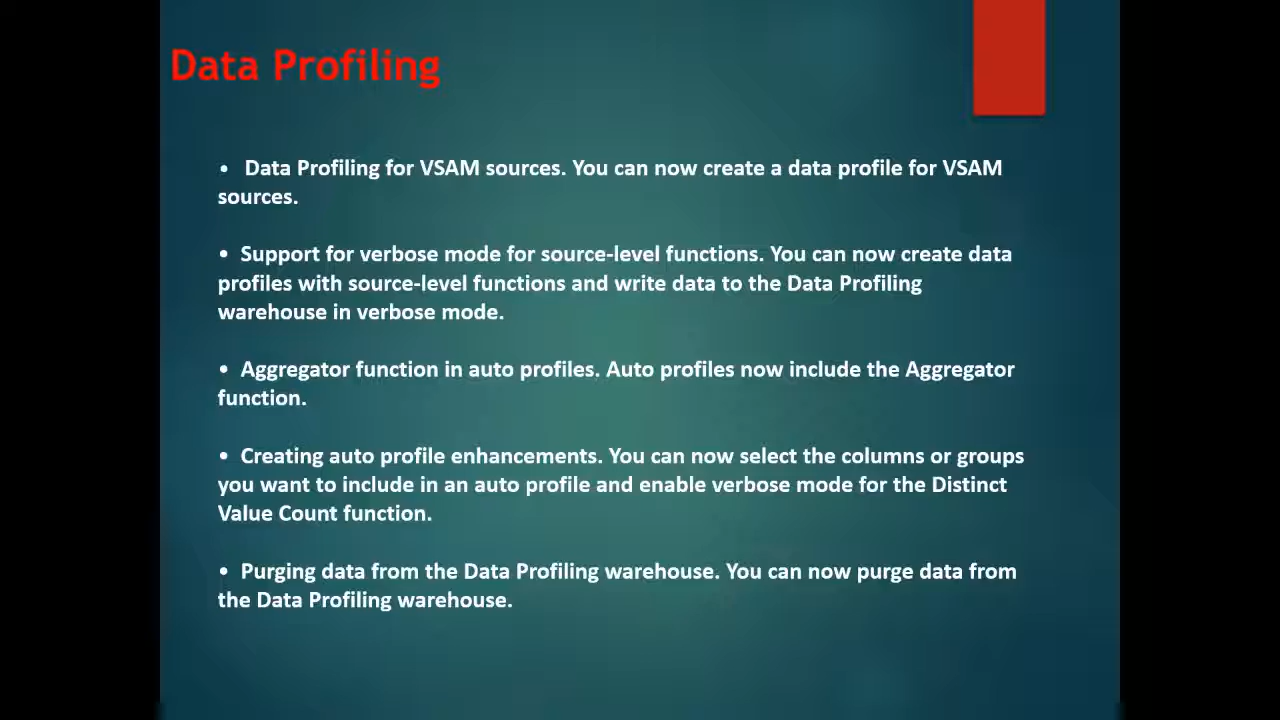 Data Profiling
• Data Profiling for VSAM sources. You can now create a data profile for VSAM
sources.
• Support for verbose mode for source-level functions. You can now create data
profiles with source-level functions and write data to the Data Profiling
warehouse in verbose mode.
• Aggregator function in auto profiles. Auto profiles now include the Aggregator
function.
• Creating auto profile enhancements. You can now select the columns or groups
you want to include in an auto profile and enable verbose mode for the Distinct
Value Count function.
• Purging data from the Data Profiling warehouse. You can now purge data from
the Data Profiling warehouse.